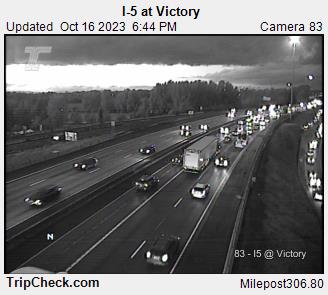 I-5 at Victory
Updated Oct 16 2023 6:44 PM Camera 83
N
83 - I5 @ Victory
TripCheck.com Milepost306.80